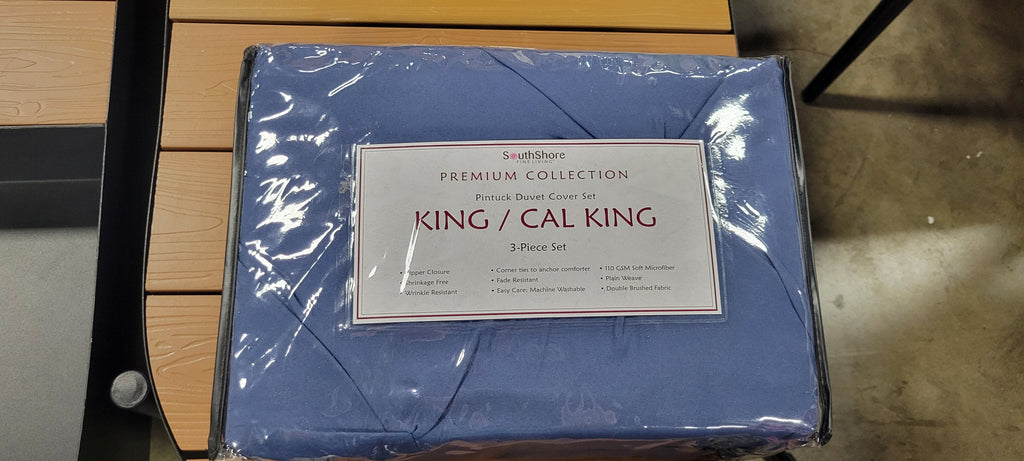 SouthShore
FINE LIVING
PREMIUM COLLECTION
Pintuck Duvet Cover Set
KING / CAL KING
3-Piece Set
• Zipper Closure
• Shrinkage Free
• Wrinkle Resistant
• Corner ties to anchor comforter
• Fade Resistant
• Easy Care; Machine Washable
• 110 GSM Soft Microfiber
• Plain Weave
• Double Brushed Fabric